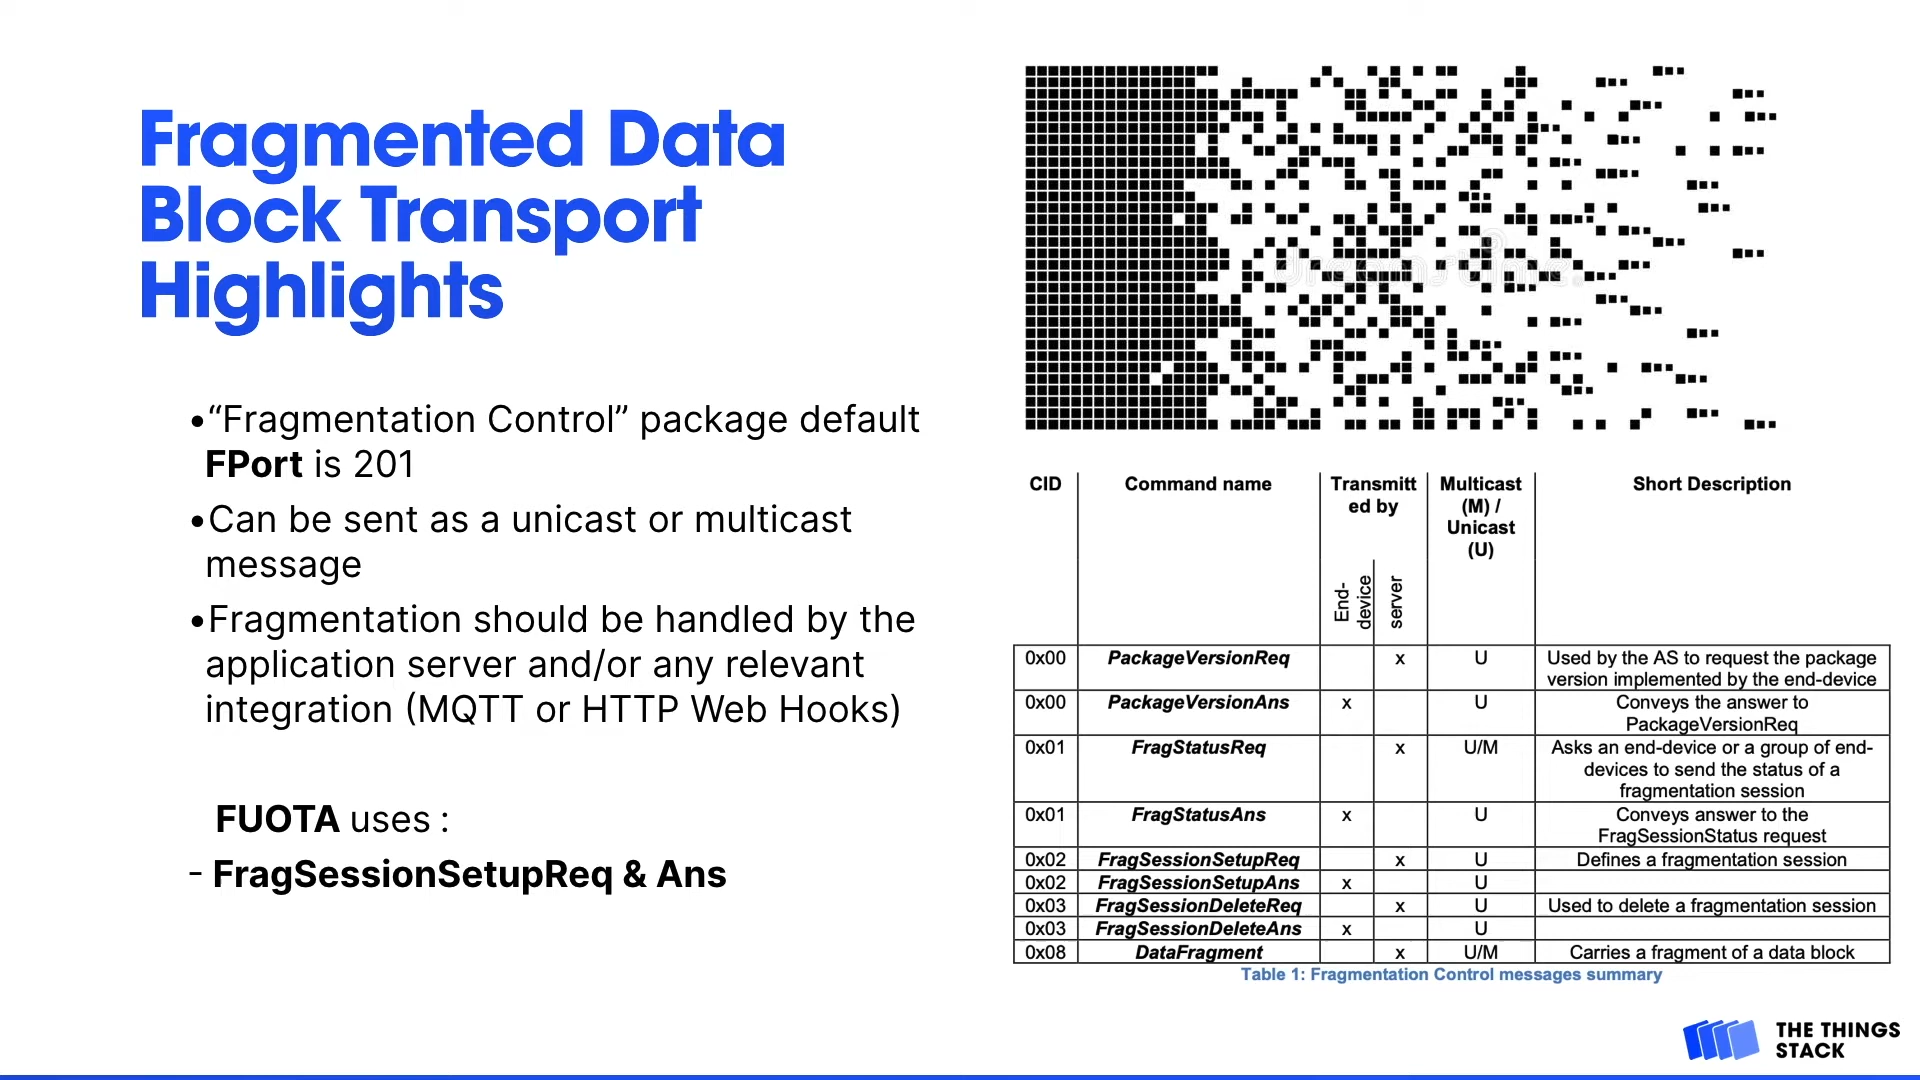 Fragmented Data
Block Transport
Highlights
•“Fragmentation Control” package default
FPort is 201
•Can be sent as a unicast or multicast
message
•Fragmentation should be handled by the
application server and/or any relevant
integration (MQTT or HTTP Web Hooks)
FUOTA uses :
- FragSessionSetupReq & Ans
dreamstime.
CID Command name Transmitt Multicast Short Description
ed by (M) /
Unicast
(U)
End-
device
server
0x00 PackageVersionReq x U Used by the AS to request the package
version implemented by the end-device
0x00 PackageVersionAns x U Conveys the answer to
PackageVersionReq
0x01 FragStatusReq x U/M Asks an end-device or a group of end-
devices to send the status of a
fragmentation session
0x01 FragStatusAns x U Conveys answer to the
FragSessionStatus request
0x02 FragSessionSetupReq x U Defines a fragmentation session
0x02 FragSessionSetupAns x U
0x03 FragSessionDeleteReq x U Used to delete a fragmentation session
0x03 FragSessionDeleteAns x U
0x08 DataFragment x U/M Carries a fragment of a data block
Table 1: Fragmentation Control messages summary
THE THINGS
STACK